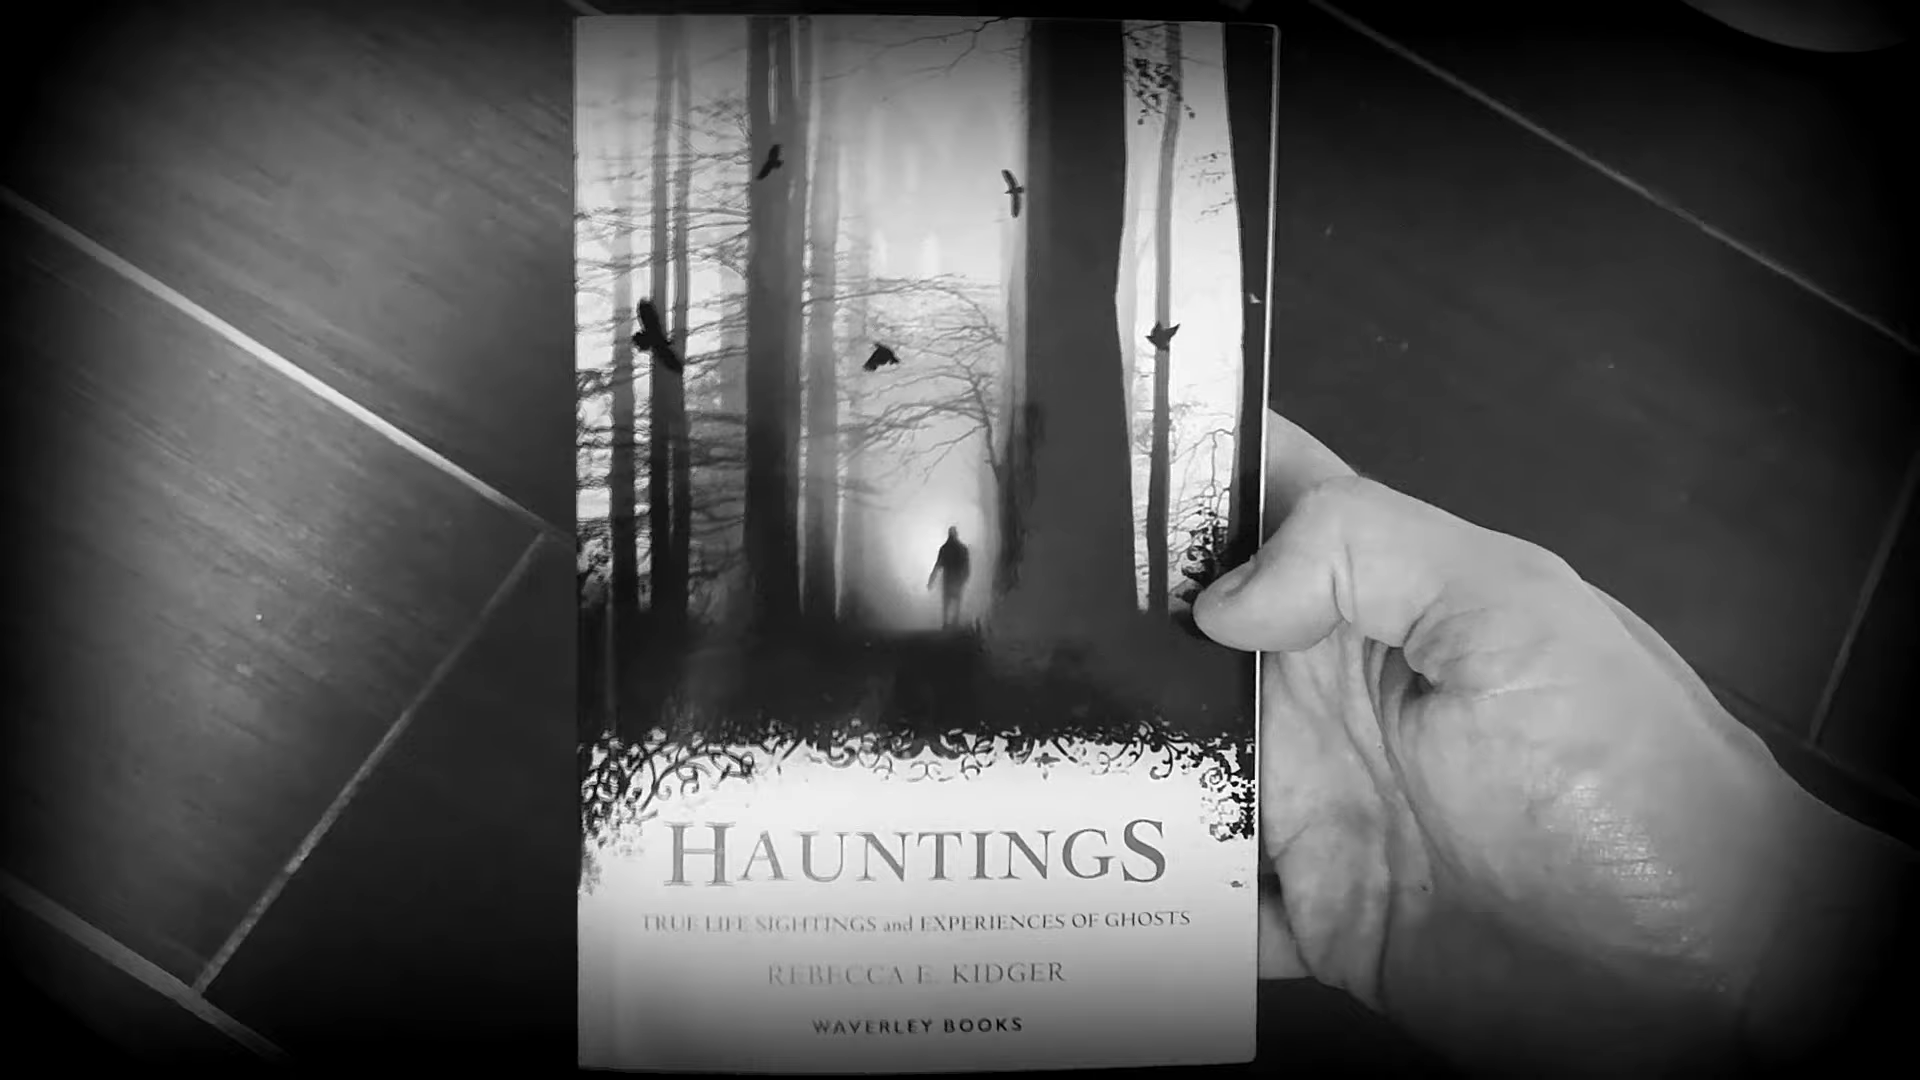 HAUNTINGS
TRUE LIFE SIGHTINGS and EXPERIENCES OF GHOSTS
REBECCA E. KIDGER
WAVERLEY BOOKS